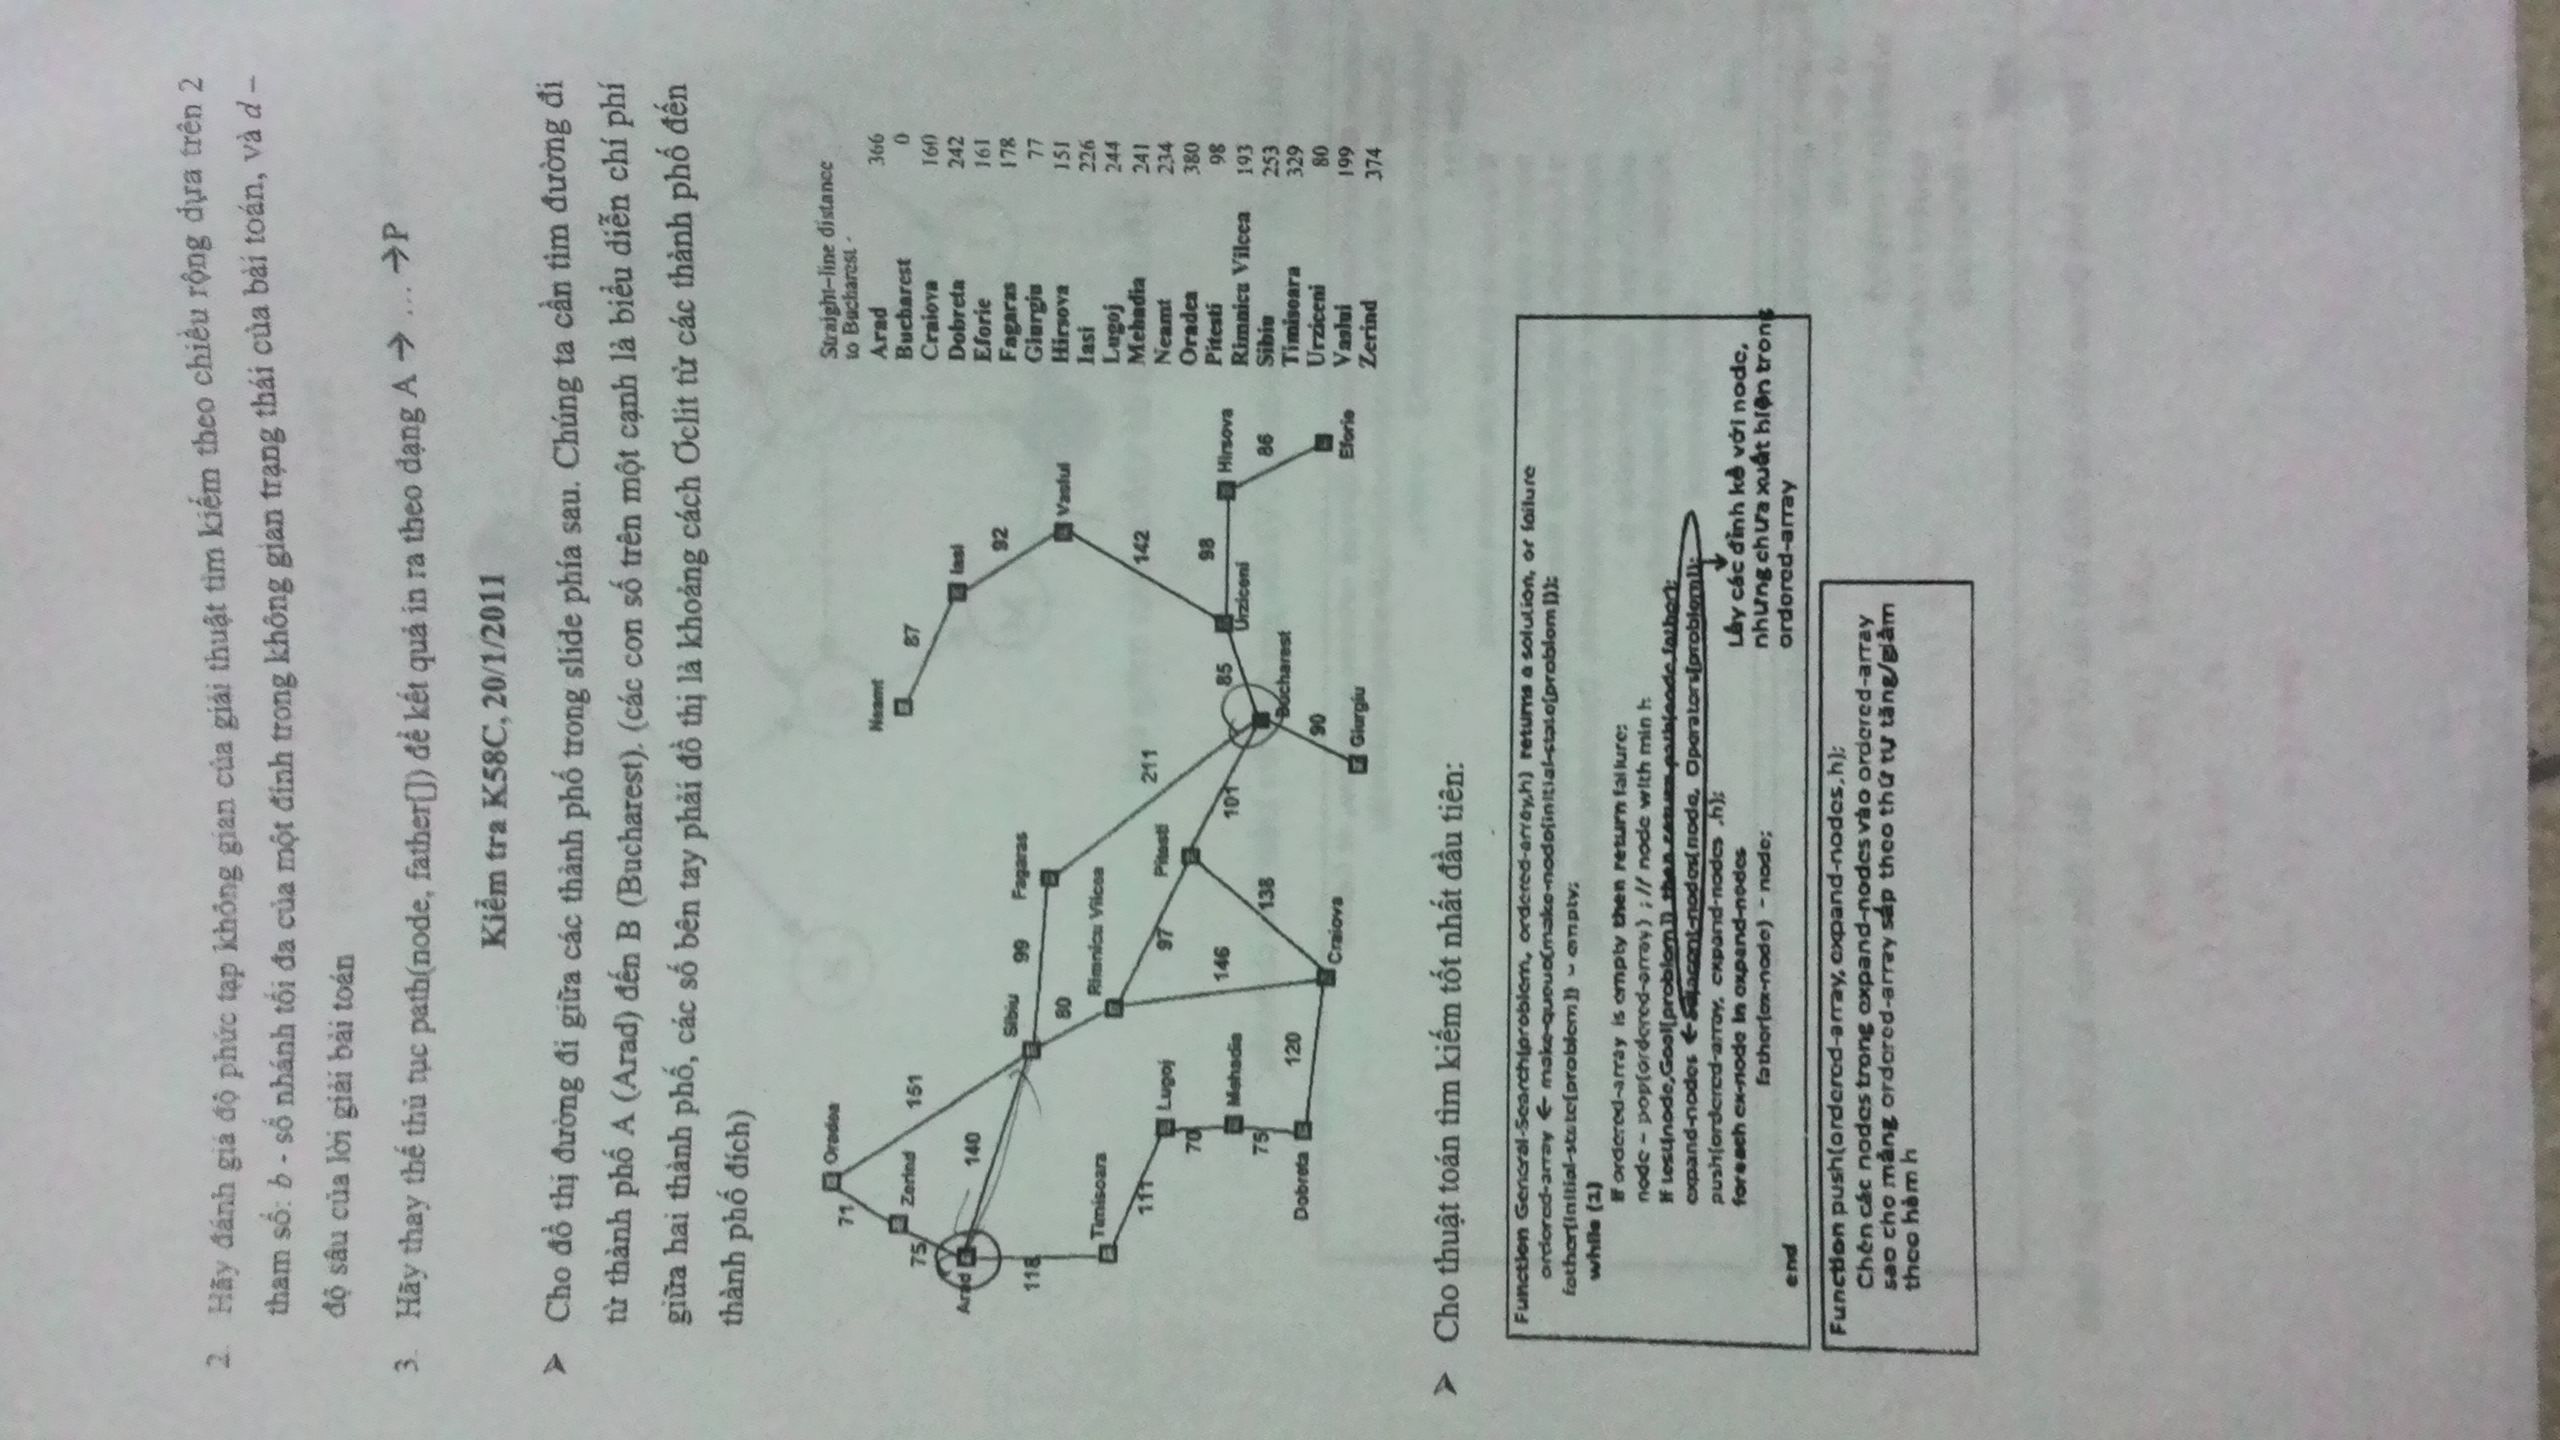 2. Hãy đánh giá độ phức tạp không gian của giải thuật tìm kiếm theo chiều rộng dựa trên 2
tham số: b - số nhánh tối đa của một đỉnh trong không gian trạng thái của bài toán, và d –
độ sâu của lời giải bài toán
3. Hãy thay thế thủ tục path(node, father[]) để kết quả in ra theo dạng A → … →P
Kiểm tra K58C, 20/1/2011
➤ Cho đồ thị đường đi giữa các thành phố trong slide phía sau. Chúng ta cần tìm đường đi
từ thành phố A (Arad) đến B (Bucharest). (các con số trên một cạnh là biểu diễn chí phí
giữa hai thành phố, các số bên tay phải đồ thị là khoảng cách Ơclit từ các thành phố đến
thành phố đích)
Oradea
71
Zerind
75
151
Arad
140
118
Timisoara
111
Lugoj
70
Mehadia
75
Dobreta
120
Sibiu
99
Fagaras
80
Rimnicu Vilcea
97
146
Pitesti
211
101
138
Craiova
Neamt
87
Iasi
92
Vaslui
142
Urziceni
98
Hirsova
86
Eforie
85
Bucharest
90
Giurgiu
Straight–line distance
to Bucharest
Arad 366
Bucharest 0
Craiova 160
Dobreta 242
Eforie 161
Fagaras 178
Giurgiu 77
Hirsova 151
Iasi 226
Lugoj 244
Mehadia 241
Neamt 234
Oradea 380
Pitesti 98
Rimnicu Vilcea 193
Sibiu 253
Timisoara 329
Urziceni 80
Vaslui 199
Zerind 374
➤ Cho thuật toán tìm kiếm tốt nhất đầu tiên:
Function General-Search(problem, ordered-array,h) returns a solution, or failure
ordered-array ← make-queue(make-node(initial-state[problem]));
father(initial-state[problem]) = empty;
while (1)
If ordered-array is empty then return failure;
node = pop(ordered-array) ; // node with min h
If test(node,Goal[problem]) then return path(node,father);
expand-nodes ← adjacent-nodes(node, Operators[problem]);
push(ordered-array, expand-nodes ,h);
foreach ex-node in expand-nodes
father(ex-node) = node;
end
Lấy các đỉnh kề với node,
nhưng chưa xuất hiện trong
ordered-array
Function push(ordered-array, expand-nodes,h);
Chèn các nodes trong expand-nodes vào ordered-array
sao cho mảng ordered-array sắp theo thứ tự tăng/giảm
theo hàm h